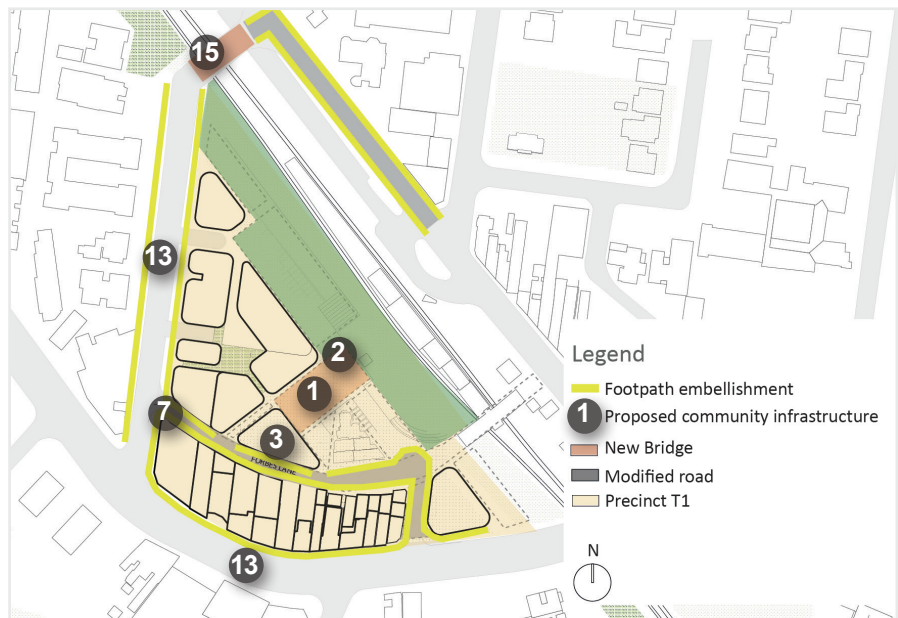 15
13
2
1
7
3
FORBES LANE
13
Legend
Footpath embellishment
1 Proposed community infrastructure
New Bridge
Modified road
Precinct T1
N